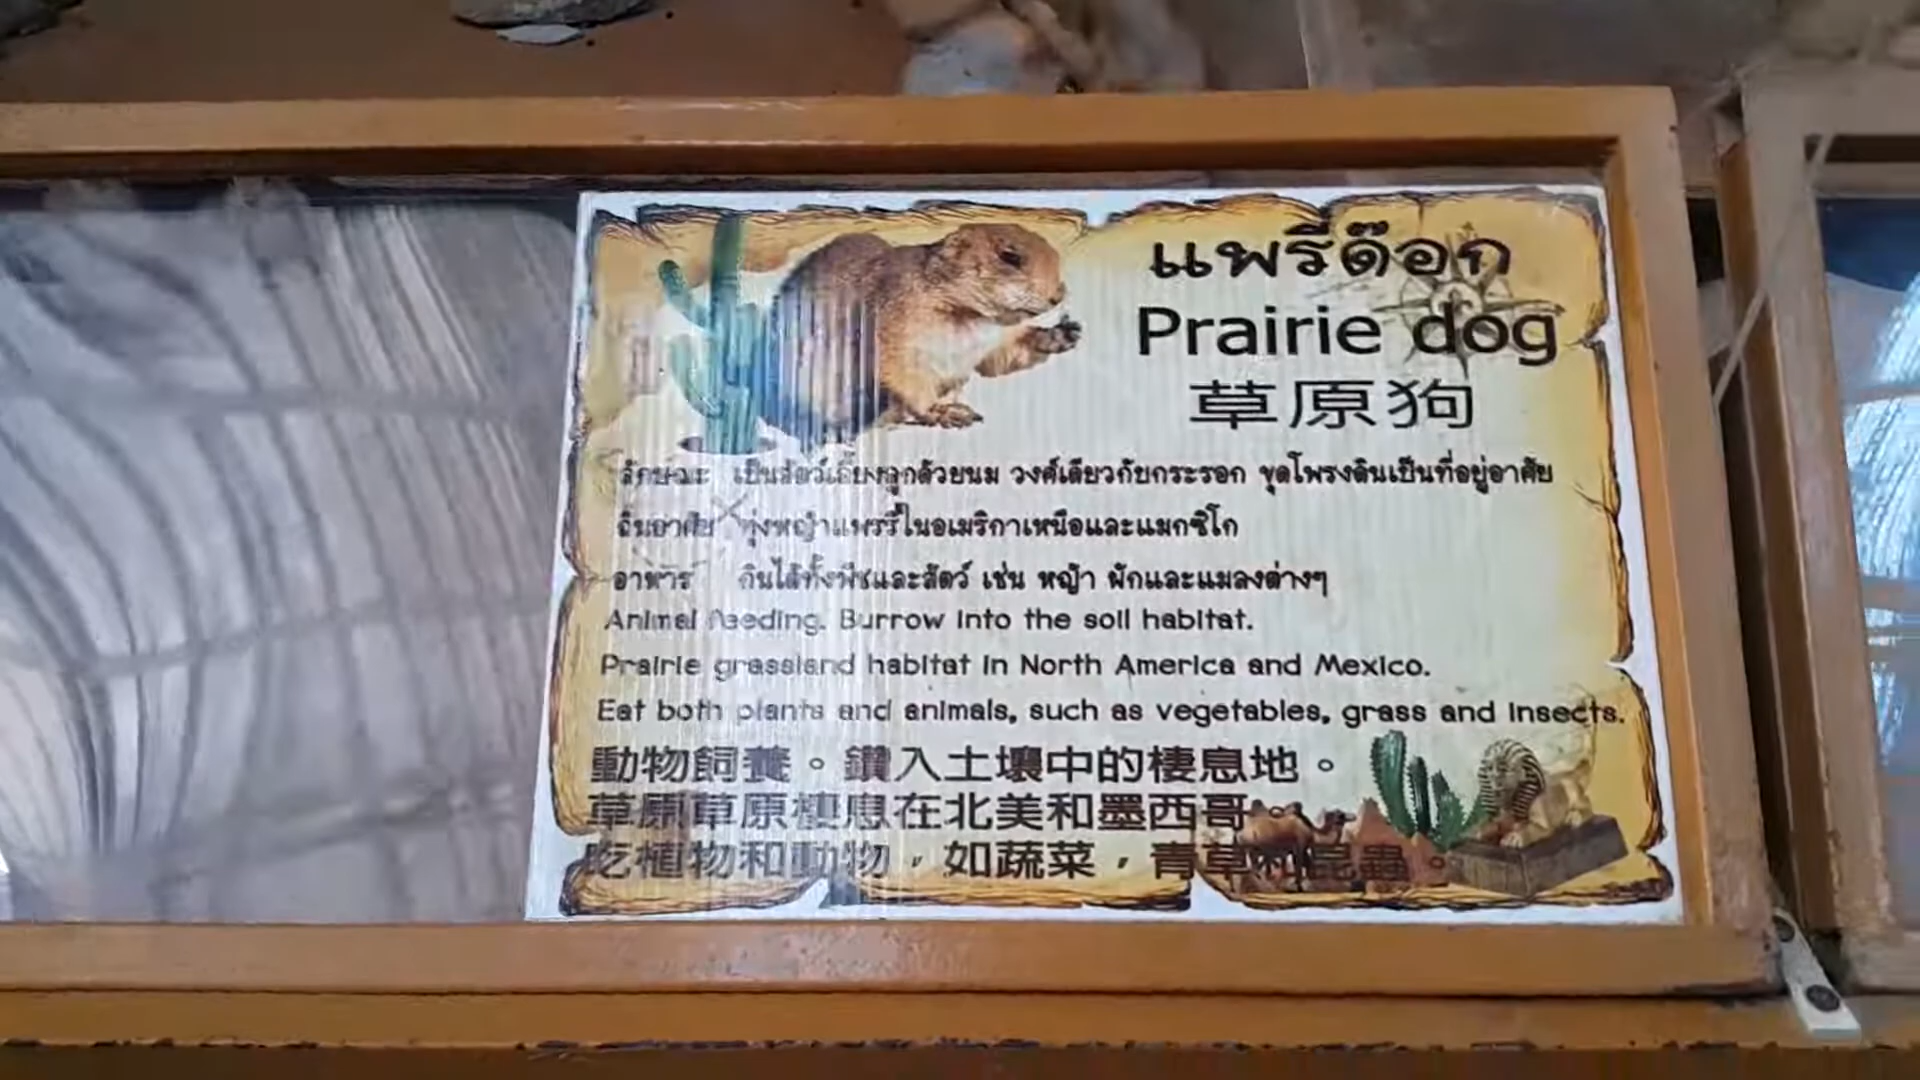 แพรีด๊อก
Prairie dog
草原狗
ลักษณะ เป็นสัตว์เลี้ยงลูกด้วยนม วงศ์เดียวกับกระรอก ขุดโพรงดินเป็นที่อยู่อาศัย
ถิ่นอาศัย ทุ่งหญ้าแพรรี่ในอเมริกาเหนือและแมกซิโก
อาหาร กินได้ทั้งพืชและสัตว์ เช่น หญ้า ผักและแมลงต่างๆ
Animal feeding. Burrow into the soil habitat.
Prairie grassland habitat in North America and Mexico.
Eat both plants and animals, such as vegetables, grass and insects.
動物飼養。鑽入土壤中的棲息地。
草原草原棲息在北美和墨西哥。
吃植物和動物，如蔬菜，青草和昆蟲。